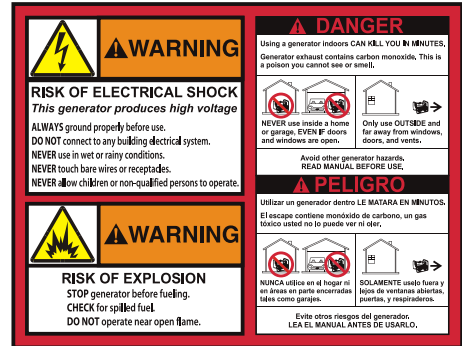 WARNING
RISK OF ELECTRICAL SHOCK
This generator produces high voltage
ALWAYS ground properly before use.
DO NOT connect to any building electrical system.
NEVER use in wet or rainy conditions.
NEVER touch bare wires or receptacles.
NEVER allow children or non-qualified persons to operate.
WARNING
RISK OF EXPLOSION
STOP generator before fueling.
CHECK for spilled fuel.
DO NOT operate near open flame.
DANGER
Using a generator indoors CAN KILL YOU IN MINUTES.
Generator exhaust contains carbon monoxide. This is
a poison you cannot see or smell.
NEVER use inside a home
or garage, EVEN IF doors
and windows are open.
Only use OUTSIDE and
far away from windows,
doors, and vents.
Avoid other generator hazards.
READ MANUAL BEFORE USE.
PELIGRO
Utilizar un generador dentro LE MATARA EN MINUTOS.
El escape contiene monóxido de carbono, un gas
tóxico usted no lo puede ver ni oler.
NUNCA utilice en el hogar ni
en áreas en parte encerradas
tales como garajes.
SOLAMENTE uselo fuera y
lejos de ventanas abiertas,
puertas, y respiraderos.
Evite otros riesgos del generador.
LEA EL MANUAL ANTES DE USARLO.